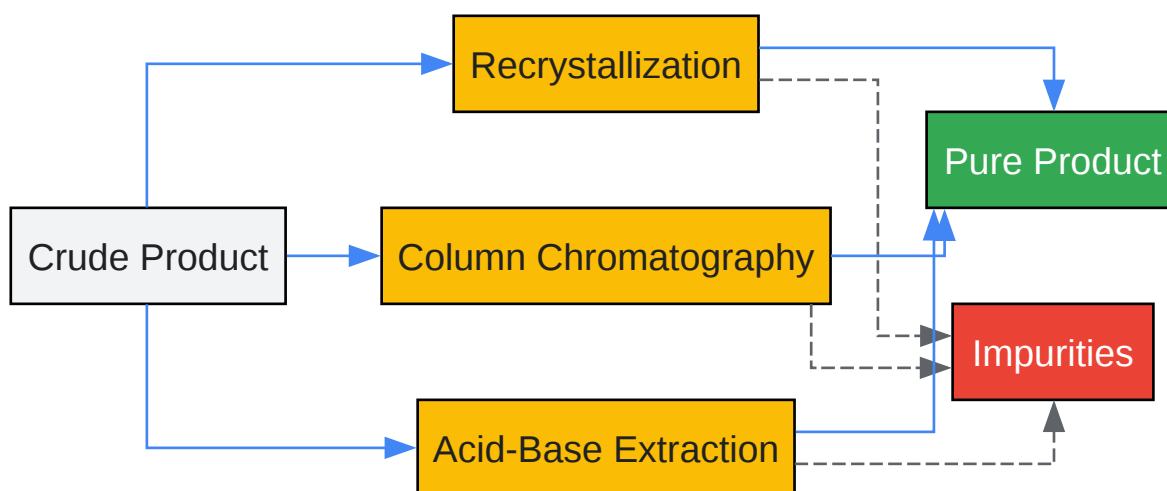 Recrystallization
Pure Product
Crude Product
Column Chromatography
Impurities
Acid-Base Extraction